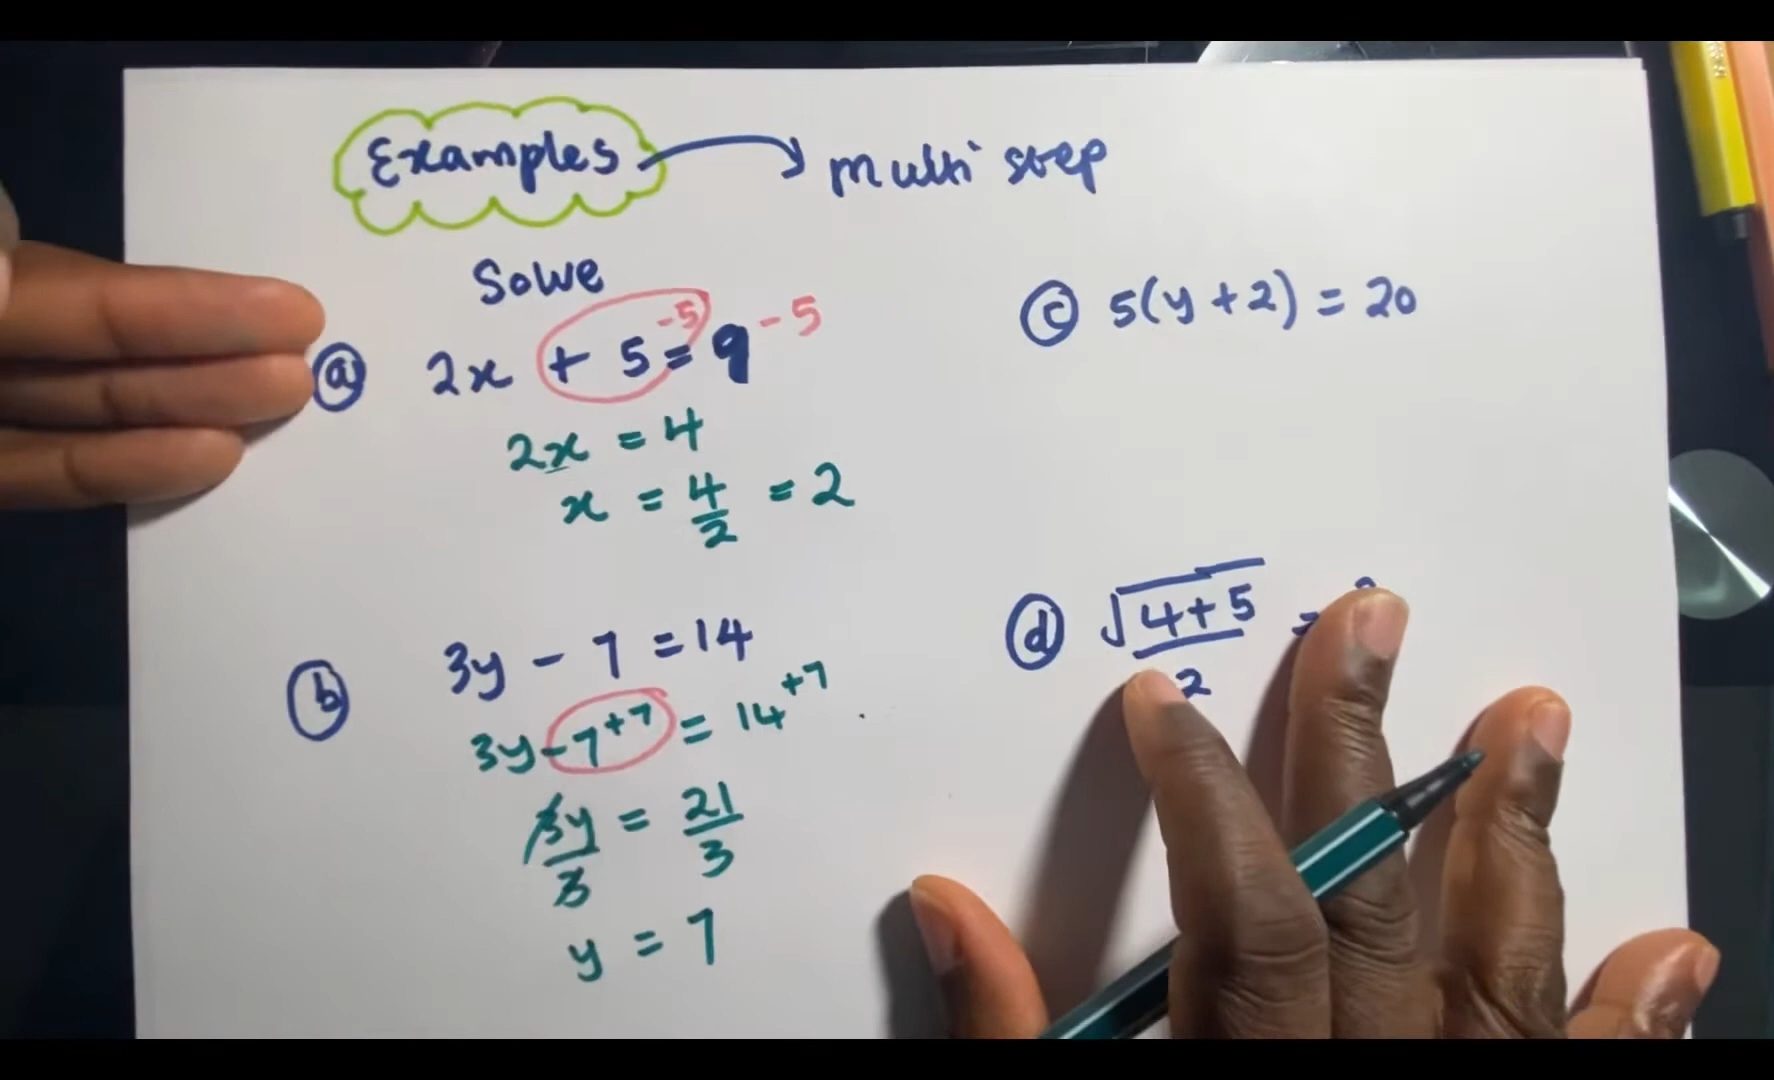 Examples → multi step
Solve
ⓐ 2x + 5 -5 = 9 - 5
2x = 4
x = 4/2 = 2
ⓑ 3y - 7 = 14
3y - 7 +7 = 14 +7
3y/3 = 21/3
y = 7
ⓒ 5(y + 2) = 20
ⓓ √4+5 =
2